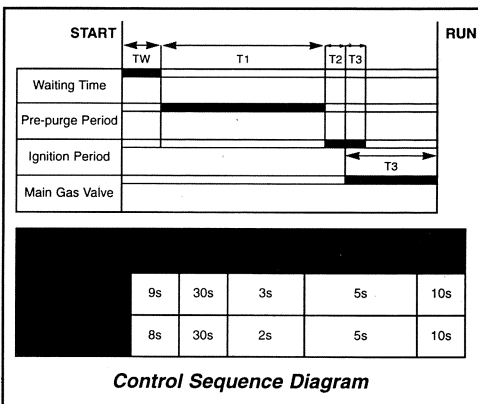 START RUN
TW T1 T2 T3
Waiting Time
Pre-purge Period
Ignition Period
T3
Main Gas Valve
9s 30s 3s 5s 10s
8s 30s 2s 5s 10s
Control Sequence Diagram